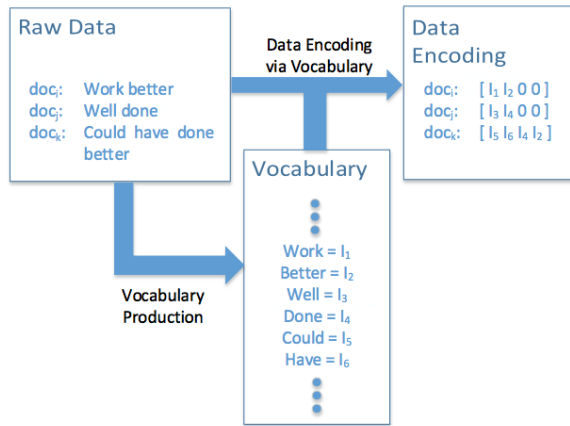 Raw Data
docᵢ: Work better
docⱼ: Well done
docₖ: Could have done
better
Data Encoding
via Vocabulary
Data
Encoding
docᵢ: [ I₁ I₂ 0 0 ]
docⱼ: [ I₃ I₄ 0 0 ]
docₖ: [ I₅ I₆ I₄ I₂ ]
Vocabulary
Production
Vocabulary
Work = I₁
Better = I₂
Well = I₃
Done = I₄
Could = I₅
Have = I₆